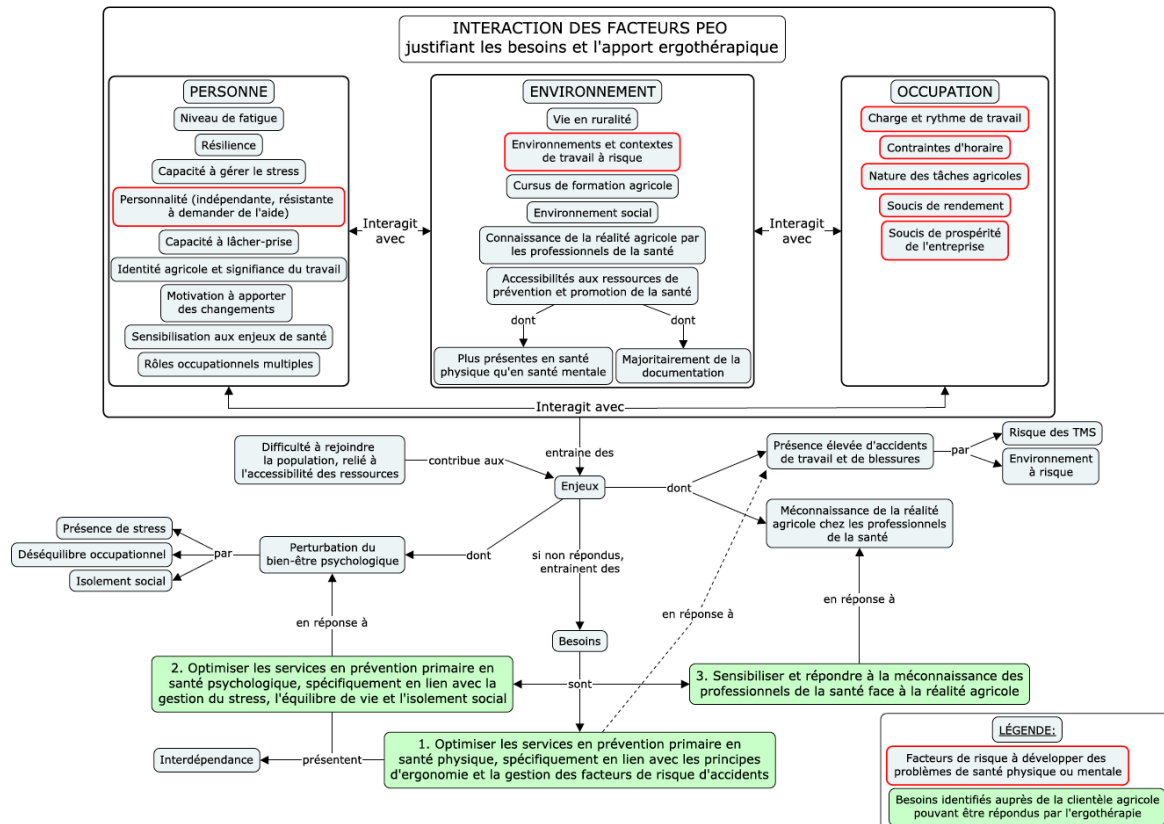 INTERACTION DES FACTEURS PEO
justifiant les besoins et l'apport ergothérapique
PERSONNE
Niveau de fatigue
Résilience
Capacité à gérer le stress
Personnalité (indépendante, résistante
à demander de l'aide)
Capacité à lâcher-prise
Identité agricole et signifiance du travail
Motivation à apporter
des changements
Sensibilisation aux enjeux de santé
Rôles occupationnels multiples
Interagit
avec
ENVIRONNEMENT
Vie en ruralité
Environnements et contextes
de travail à risque
Cursus de formation agricole
Environnement social
Connaissance de la réalité agricole par
les professionnels de la santé
Accessibilités aux ressources de
prévention et promotion de la santé
dont
dont
Plus présentes en santé
physique qu'en santé mentale
Majoritairement de la
documentation
Interagit
avec
OCCUPATION
Charge et rythme de travail
Contraintes d'horaire
Nature des tâches agricoles
Soucis de rendement
Soucis de prospérité
de l'entreprise
Interagit avec
Difficulté à rejoindre
la population, relié à
l'accessibilité des ressources
contribue aux
entraine des
Enjeux
dont
Présence élevée d'accidents
de travail et de blessures
par
Risque des TMS
Environnement
à risque
Méconnaissance de la réalité
agricole chez les professionnels
de la santé
Présence de stress
Déséquilibre occupationnel
Isolement social
par
Perturbation du
bien-être psychologique
dont
si non répondus,
entrainent des
en réponse à
en réponse à
en réponse à
Besoins
sont
2. Optimiser les services en prévention primaire en
santé psychologique, spécifiquement en lien avec la
gestion du stress, l'équilibre de vie et l'isolement social
3. Sensibiliser et répondre à la méconnaissance des
professionnels de la santé face à la réalité agricole
Interdépendance
présentent
1. Optimiser les services en prévention primaire en
santé physique, spécifiquement en lien avec les principes
d'ergonomie et la gestion des facteurs de risque d'accidents
LÉGENDE:
Facteurs de risque à développer des
problèmes de santé physique ou mentale
Besoins identifiés auprès de la clientèle agricole
pouvant être répondus par l'ergothérapie